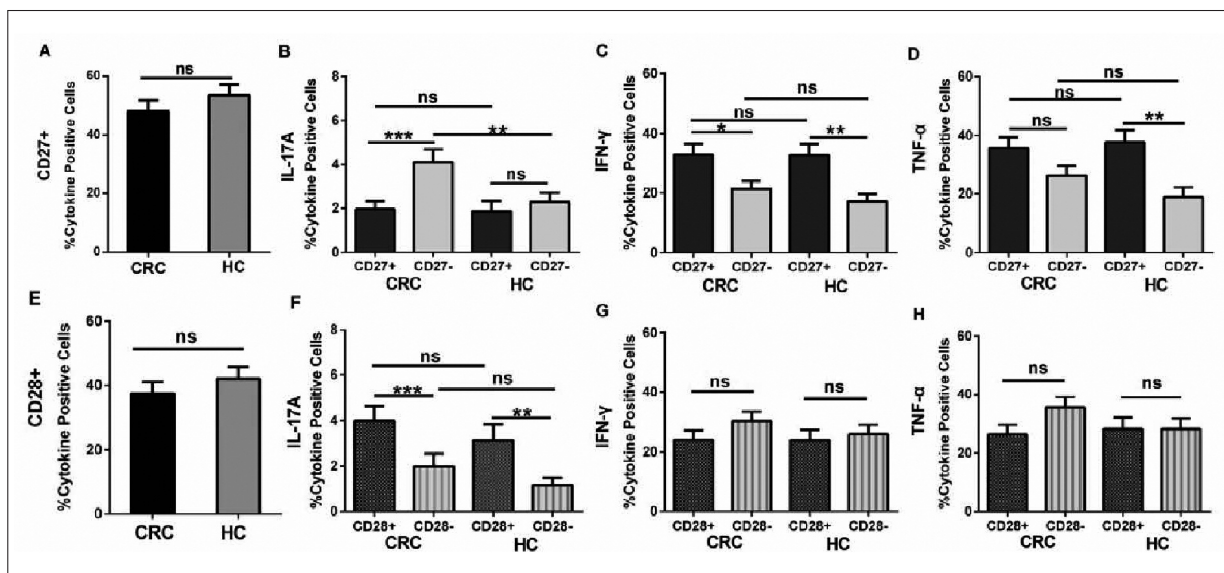 A
CD27+
%Cytokine Positive Cells
60
40
20
0
ns
CRC
HC
B
IL-17A
%Cytokine Positive Cells
8
6
4
2
0
ns
***
**
ns
CD27+ CD27- CD27+ CD27-
CRC HC
C
IFN-γ
%Cytokine Positive Cells
60
40
20
0
ns
ns
*
**
CD27+ CD27- CD27+ CD27-
CRC HC
D
TNF-α
%Cytokine Positive Cells
60
40
20
0
ns
ns
ns
**
CD27+ CD27- CD27+ CD27-
CRC HC
E
CD28+
%Cytokine Positive Cells
60
40
20
0
ns
CRC HC
F
IL-17A
%Cytokine Positive Cells
8
6
4
2
0
ns
ns
***
**
CD28+ CD28- CD28+ CD28-
CRC HC
G
IFN-γ
%Cytokine Positive Cells
60
40
20
0
ns
ns
CD28+ CD28- CD28+ CD28-
CRC HC
H
TNF-α
%Cytokine Positive Cells
60
40
20
0
ns
ns
CD28+ CD28- CD28+ CD28-
CRC HC